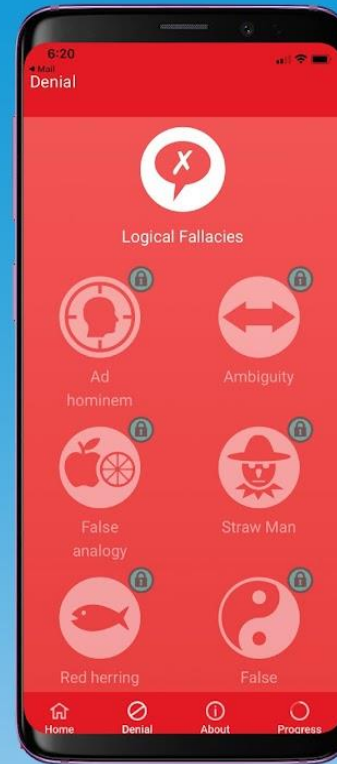 6:20
◀ Mail
Denial
X
Logical Fallacies
Ad
hominem
Ambiguity
False
analogy
Straw Man
Red herring
False
Home
Denial
About
Progress